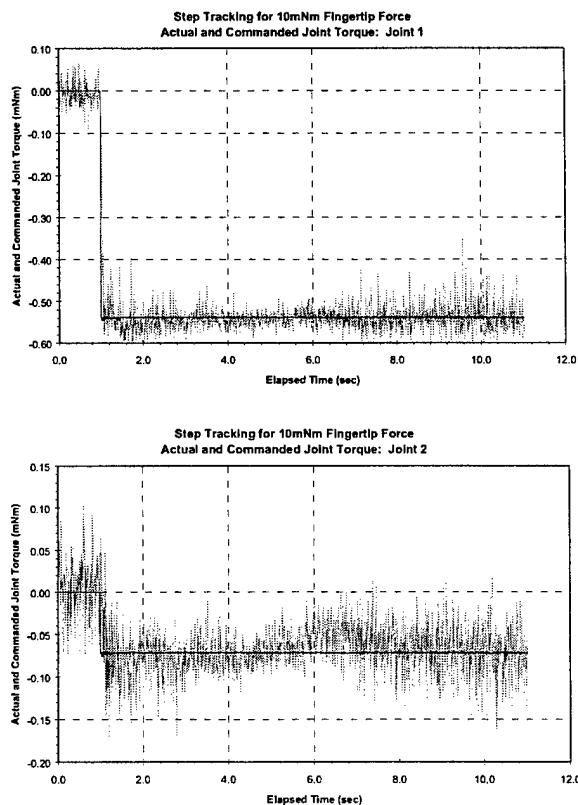 Step Tracking for 10mNm Fingertip Force
Actual and Commanded Joint Torque: Joint 1
Actual and Commanded Joint Torque (mNm)
0.10
0.00
-0.10
-0.20
-0.30
-0.40
-0.50
-0.60
0.0 2.0 4.0 6.0 8.0 10.0 12.0
Elapsed Time (sec)
Step Tracking for 10mNm Fingertip Force
Actual and Commanded Joint Torque: Joint 2
Actual and Commanded Joint Torque (mNm)
0.15
0.10
0.05
0.00
-0.05
-0.10
-0.15
-0.20
0.0 2.0 4.0 6.0 8.0 10.0 12.0
Elapsed Time (sec)